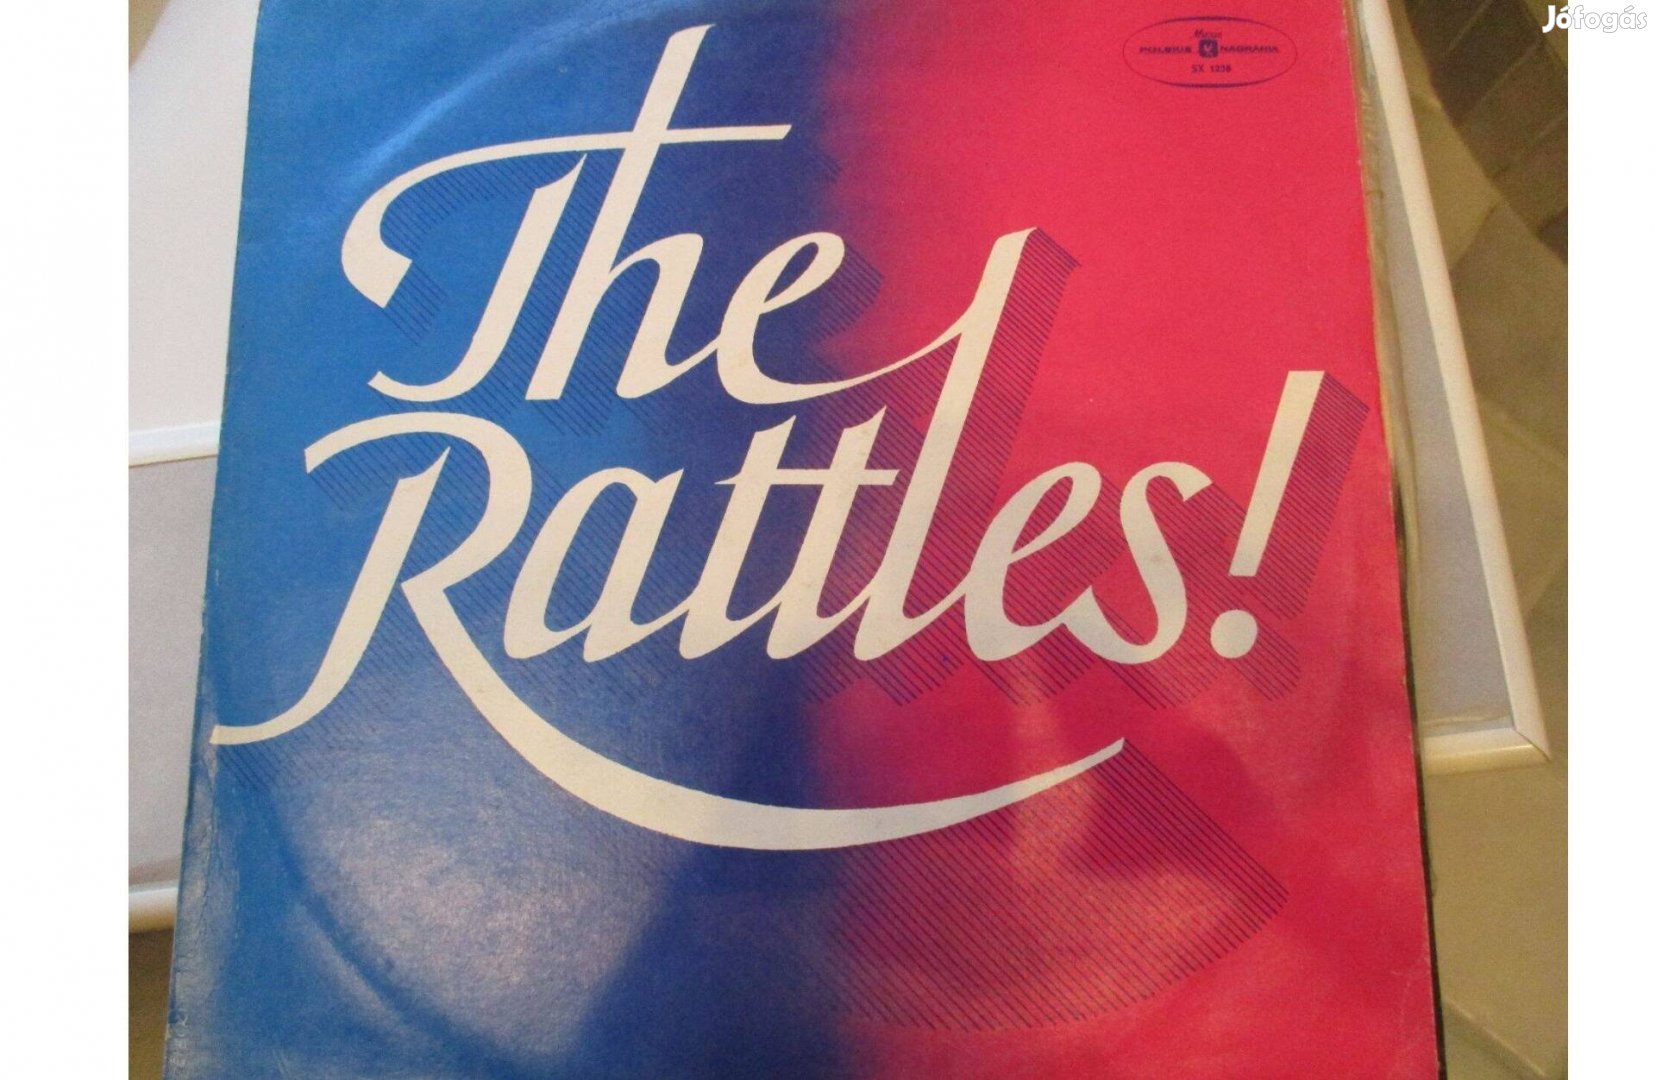 Jófogás
Muza
POLSKIE NAGRANIA
SX 1238
The
Rattles!